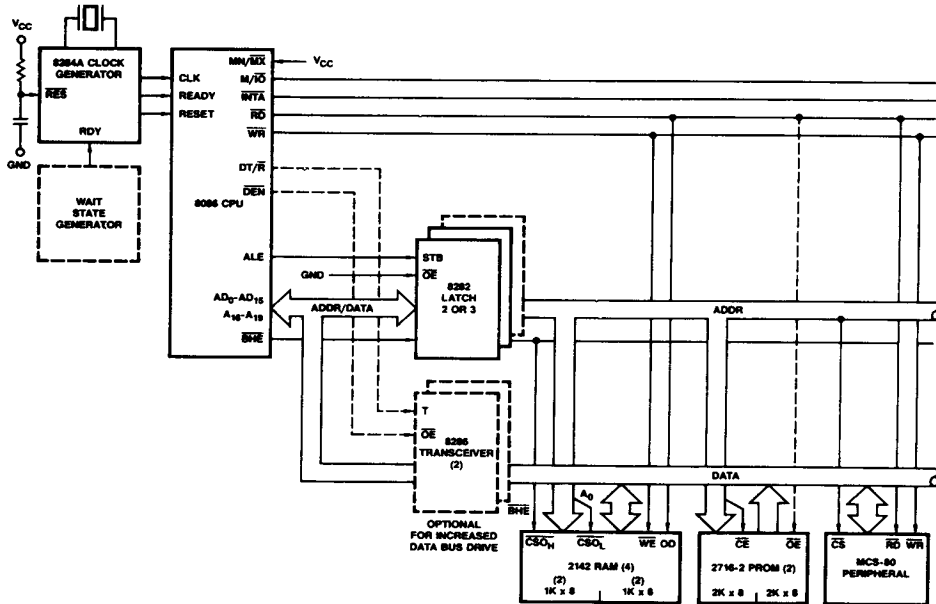 VCC
8284A CLOCK
GENERATOR
RES
RDY
GND
WAIT
STATE
GENERATOR
CLK
READY
RESET
8086 CPU
MN/MX
VCC
M/IO
INTA
RD
WR
DT/R
DEN
ALE
AD0-AD15
A16-A19
BHE
ADDR/DATA
GND
STB
OE
8282
LATCH
2 OR 3
ADDR
T
OE
8286
TRANSCEIVER
(2)
DATA
OPTIONAL
FOR INCREASED
DATA BUS DRIVE
BHE
A0
CSOH
CSOL
WE
OD
2142 RAM (4)
(2)
1K x 8
(2)
1K x 8
CE
OE
2716-2 PROM (2)
2K x 8
2K x 8
CS
RD
WR
MCS-80
PERIPHERAL